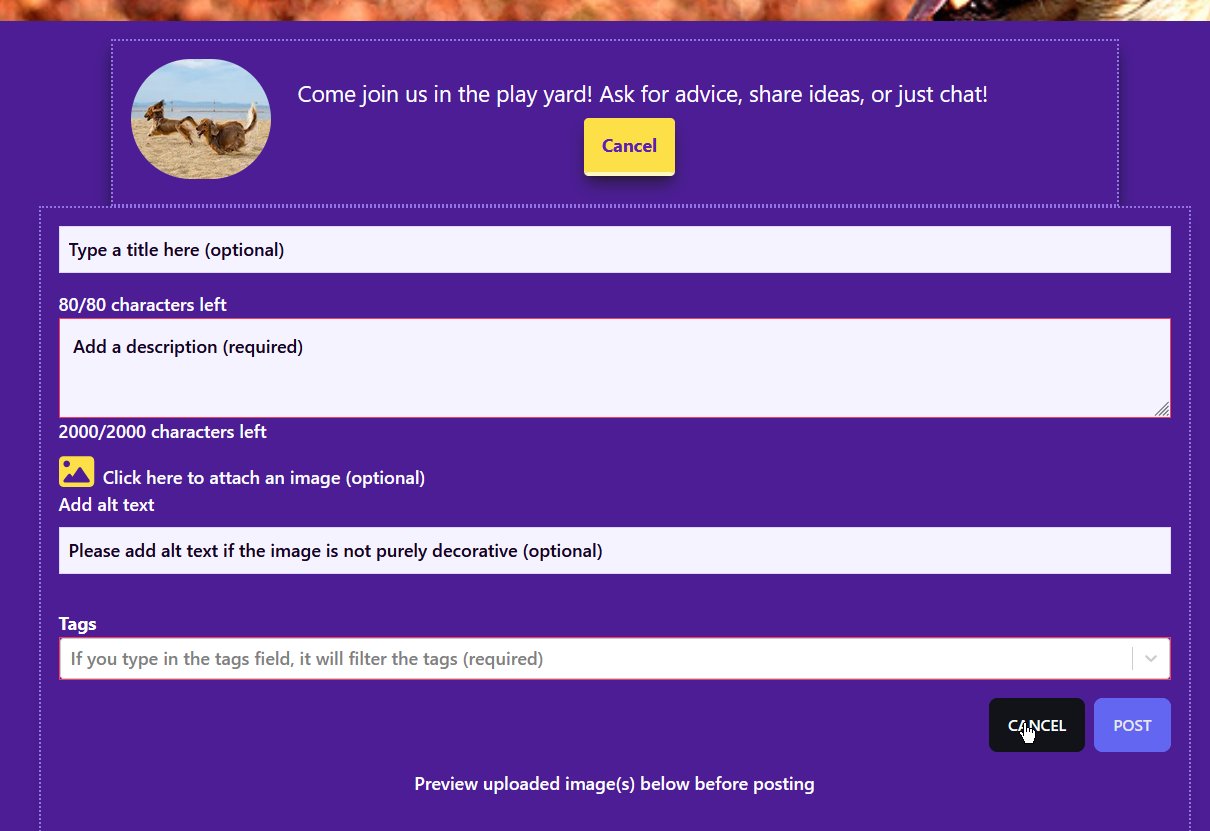 Come join us in the play yard! Ask for advice, share ideas, or just chat!
Cancel
Type a title here (optional)
80/80 characters left
Add a description (required)
2000/2000 characters left
Click here to attach an image (optional)
Add alt text
Please add alt text if the image is not purely decorative (optional)
Tags
If you type in the tags field, it will filter the tags (required)
CANCEL
POST
Preview uploaded image(s) below before posting